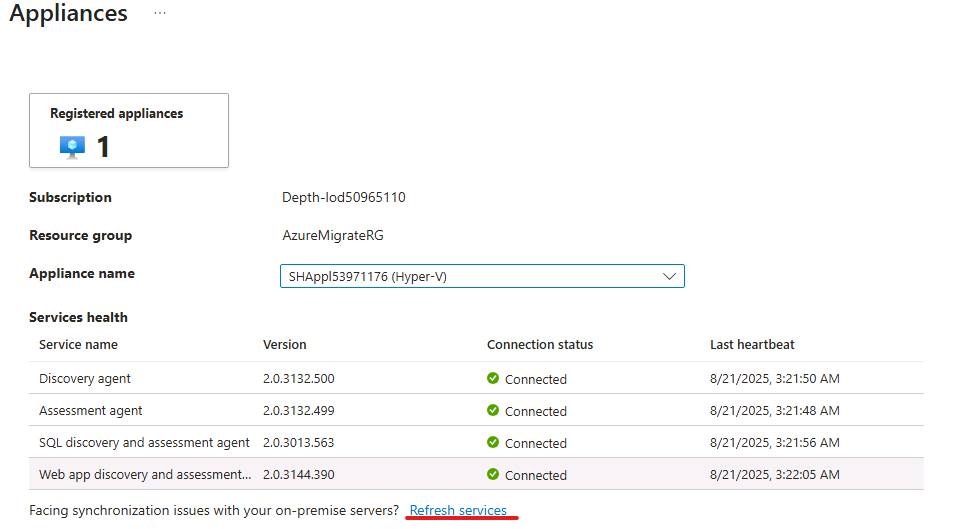 Appliances ...
Registered appliances
1
Subscription Depth-lod50965110
Resource group AzureMigrateRG
Appliance name SHAppl53971176 (Hyper-V)
Services health
Service name Version Connection status Last heartbeat
Discovery agent 2.0.3132.500 Connected 8/21/2025, 3:21:50 AM
Assessment agent 2.0.3132.499 Connected 8/21/2025, 3:21:48 AM
SQL discovery and assessment agent 2.0.3013.563 Connected 8/21/2025, 3:21:56 AM
Web app discovery and assessment... 2.0.3144.390 Connected 8/21/2025, 3:22:05 AM
Facing synchronization issues with your on-premise servers? Refresh services